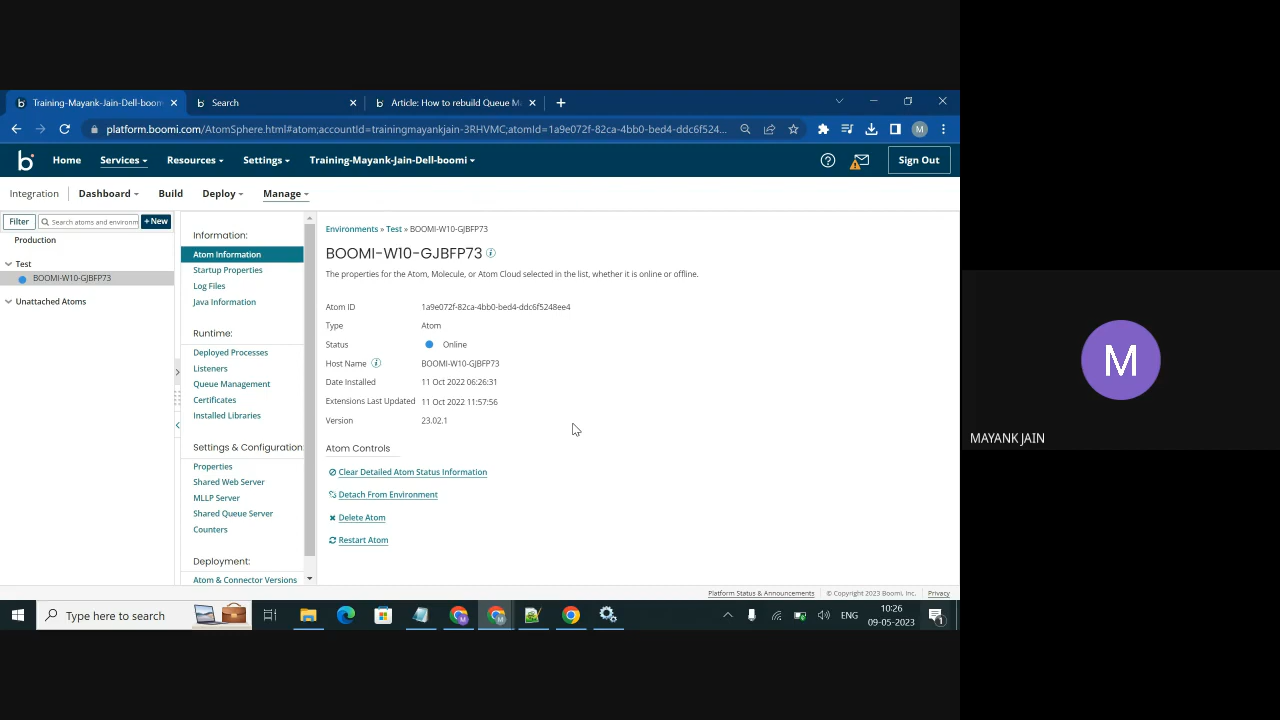 Training-Mayank-Jain-Dell-boom
Search
Article: How to rebuild Queue M
platform.boomi.com/AtomSphere.html#atom;accountId=trainingmayankjain-3RHVMC;atomId=1a9e072f-82ca-4bb0-bed4-ddc6f524...
M
b Home Services Resources Settings Training-Mayank-Jain-Dell-boomi Sign Out
Integration Dashboard Build Deploy Manage
Filter Search atoms and environm +New
Production
Test
BOOMI-W10-GJBFP73
Unattached Atoms
Information:
Atom Information
Startup Properties
Log Files
Java Information
Runtime:
Deployed Processes
Listeners
Queue Management
Certificates
Installed Libraries
Settings & Configuration:
Properties
Shared Web Server
MLLP Server
Shared Queue Server
Counters
Deployment:
Atom & Connector Versions
Environments » Test » BOOMI-W10-GJBFP73
BOOMI-W10-GJBFP73
The properties for the Atom, Molecule, or Atom Cloud selected in the list, whether it is online or offline.
Atom ID 1a9e072f-82ca-4bb0-bed4-ddc6f5248ee4
Type Atom
Status Online
Host Name BOOMI-W10-GJBFP73
Date Installed 11 Oct 2022 06:26:31
Extensions Last Updated 11 Oct 2022 11:57:56
Version 23.02.1
Atom Controls
Clear Detailed Atom Status Information
Detach From Environment
Delete Atom
Restart Atom
Platform Status & Announcements © Copyright 2023 Boomi, Inc. Privacy
Type here to search
ENG
10:26
09-05-2023
1
M
MAYANK JAIN